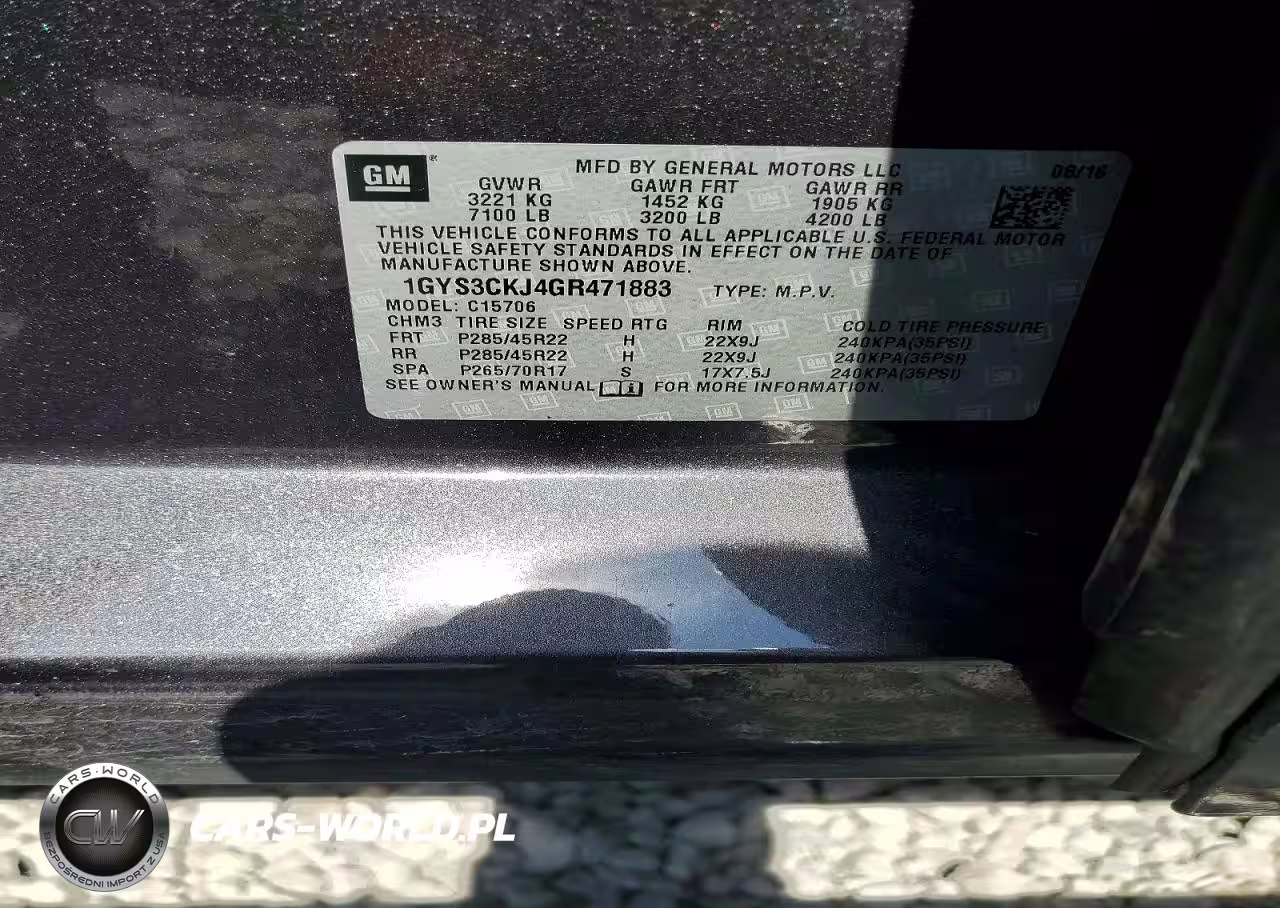 GM
MFD BY GENERAL MOTORS LLC 08/16
GVWR GAWR FRT GAWR RR
3221 KG 1452 KG 1905 KG
7100 LB 3200 LB 4200 LB
THIS VEHICLE CONFORMS TO ALL APPLICABLE U.S. FEDERAL MOTOR
VEHICLE SAFETY STANDARDS IN EFFECT ON THE DATE OF
MANUFACTURE SHOWN ABOVE.
1GYS3CKJ4GR471883 TYPE: M.P.V.
MODEL: C15706
CHM3 TIRE SIZE SPEED RTG RIM COLD TIRE PRESSURE
FRT P285/45R22 H 22X9J 240KPA(35PSI)
RR P285/45R22 H 22X9J 240KPA(35PSI)
SPA P265/70R17 S 17X7.5J 240KPA(35PSI)
SEE OWNER'S MANUAL FOR MORE INFORMATION.
CARS-WORLD
CW
BEZPOŚREDNI IMPORT Z USA
CARS-WORLD.PL